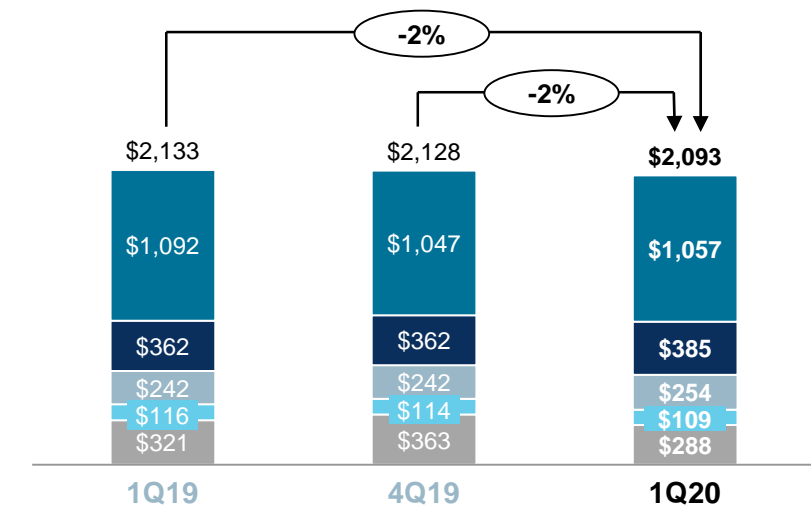 -2%
-2%
$2,133 $2,128 $2,093
$1,092 $1,047 $1,057
$362 $362 $385
$242 $242 $254
$116 $114 $109
$321 $363 $288
1Q19 4Q19 1Q20